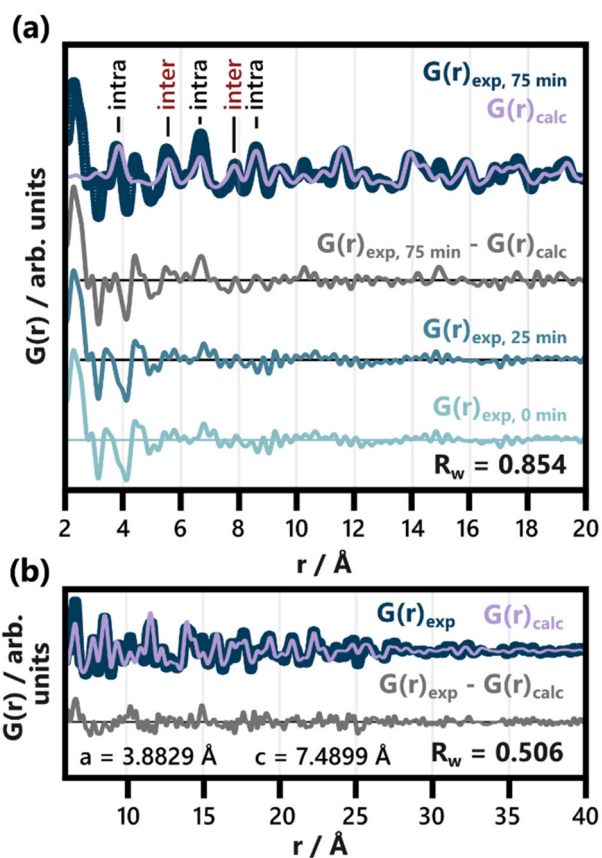 (a)
intra inter intra inter intra
G(r)exp, 75 min
G(r)calc
G(r)exp, 75 min - G(r)calc
G(r)exp, 25 min
G(r)exp, 0 min
Rw = 0.854
G(r) / arb. units
2 4 6 8 10 12 14 16 18 20
r / Å
(b)
G(r)exp G(r)calc
G(r)exp - G(r)calc
a = 3.8829 Å c = 7.4899 Å Rw = 0.506
G(r) / arb.
units
10 15 20 25 30 35 40
r / Å